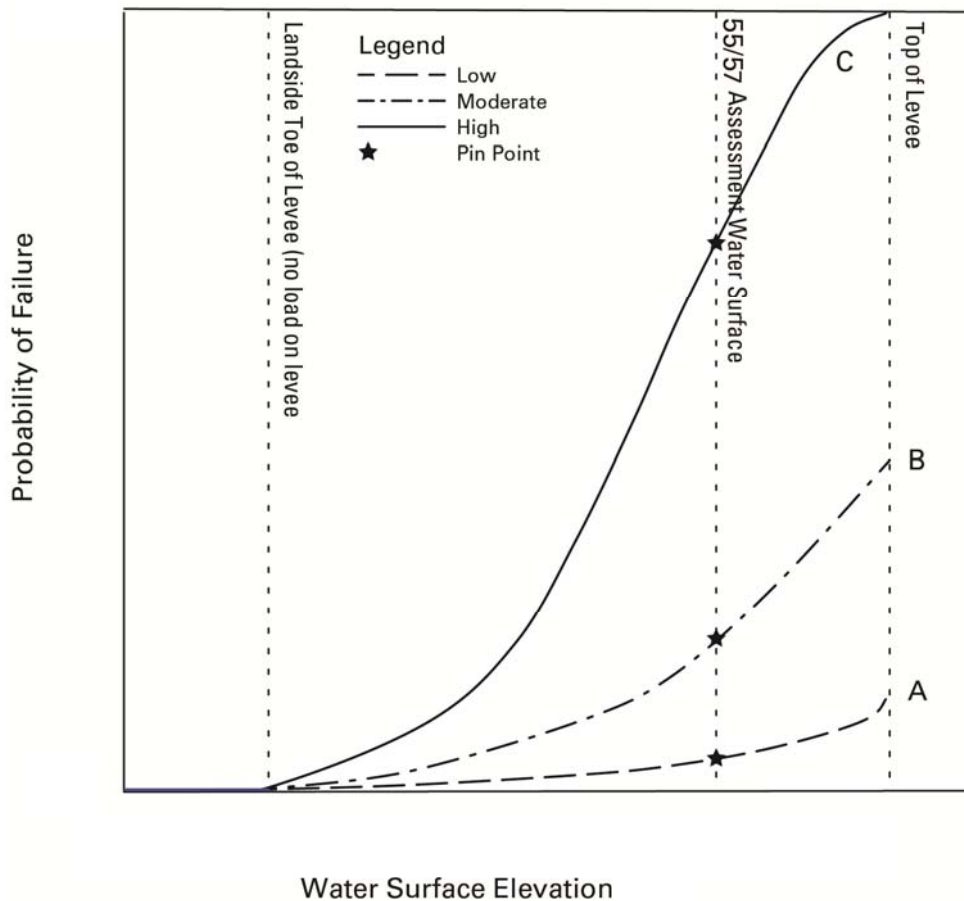 Legend
Low
Moderate
High
Pin Point
Landside Toe of Levee (no load on levee
55/57 Assessment Water Surface
Top of Levee
C
B
A
Probability of Failure
Water Surface Elevation